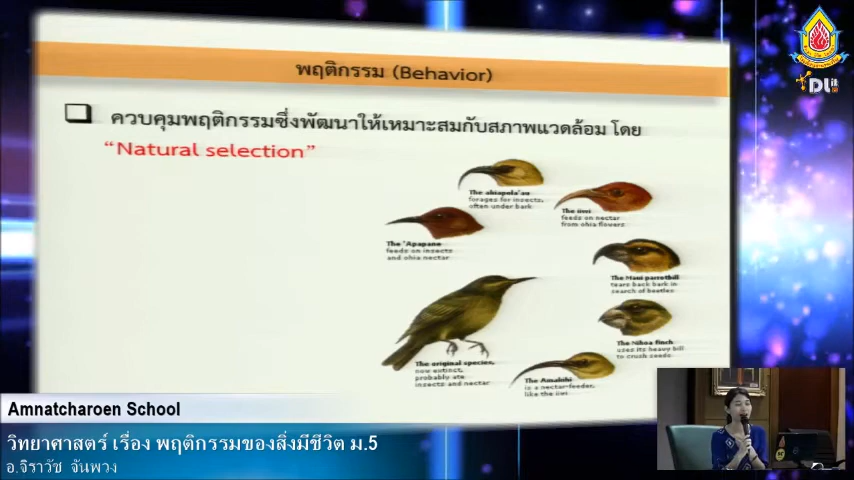 พฤติกรรม (Behavior)
ควบคุมพฤติกรรมซึ่งพัฒนาให้เหมาะสมกับสภาพแวดล้อม โดย
“Natural selection”
The akiapola'au
forages for insects,
often under bark
The iiwi
feeds on nectar
from ohia flowers
The 'Apapane
feeds on insects
and ohia nectar
The Maui parrotbill
tears back bark in
search of beetles
The Nihoa finch
uses its heavy bill
to crush seeds
The original species,
now extinct,
probably ate
insects and nectar
The Amakihi
is a nectar-feeder,
like the iiwi
DL
Amnatcharoen School
วิทยาศาสตร์ เรื่อง พฤติกรรมของสิ่งมีชีวิต ม.5
อ.จิราวัช จันพวง